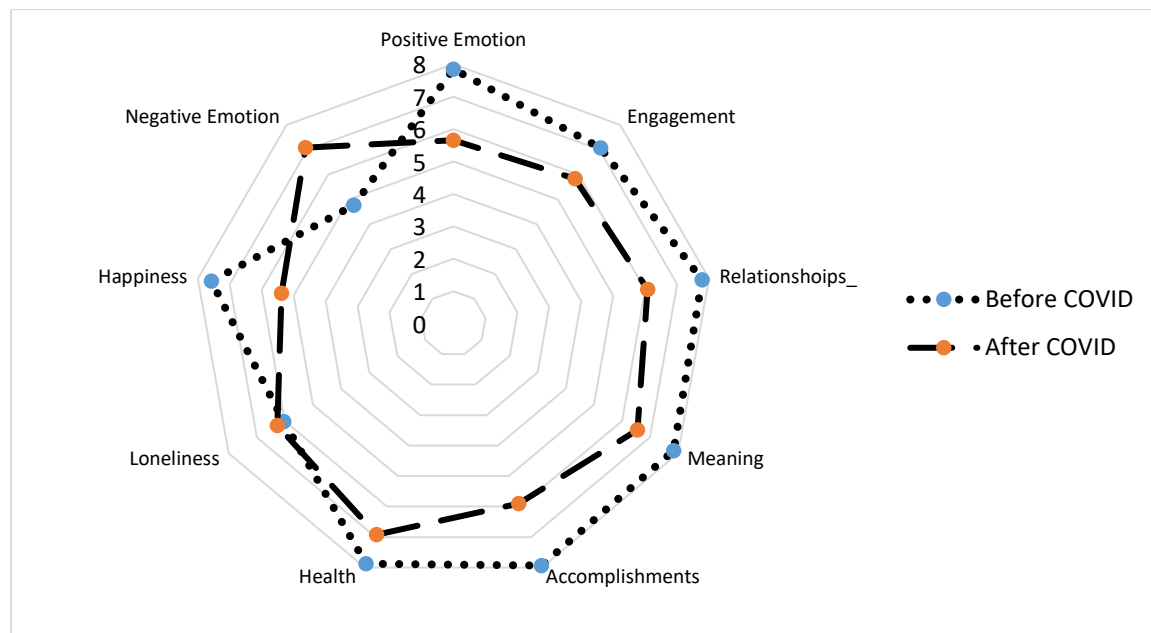 Positive Emotion
8
7
6
5
4
3
2
1
0
Engagement
Relationshoips_
Meaning
Accomplishments
Health
Loneliness
Happiness
Negative Emotion
Before COVID
After COVID